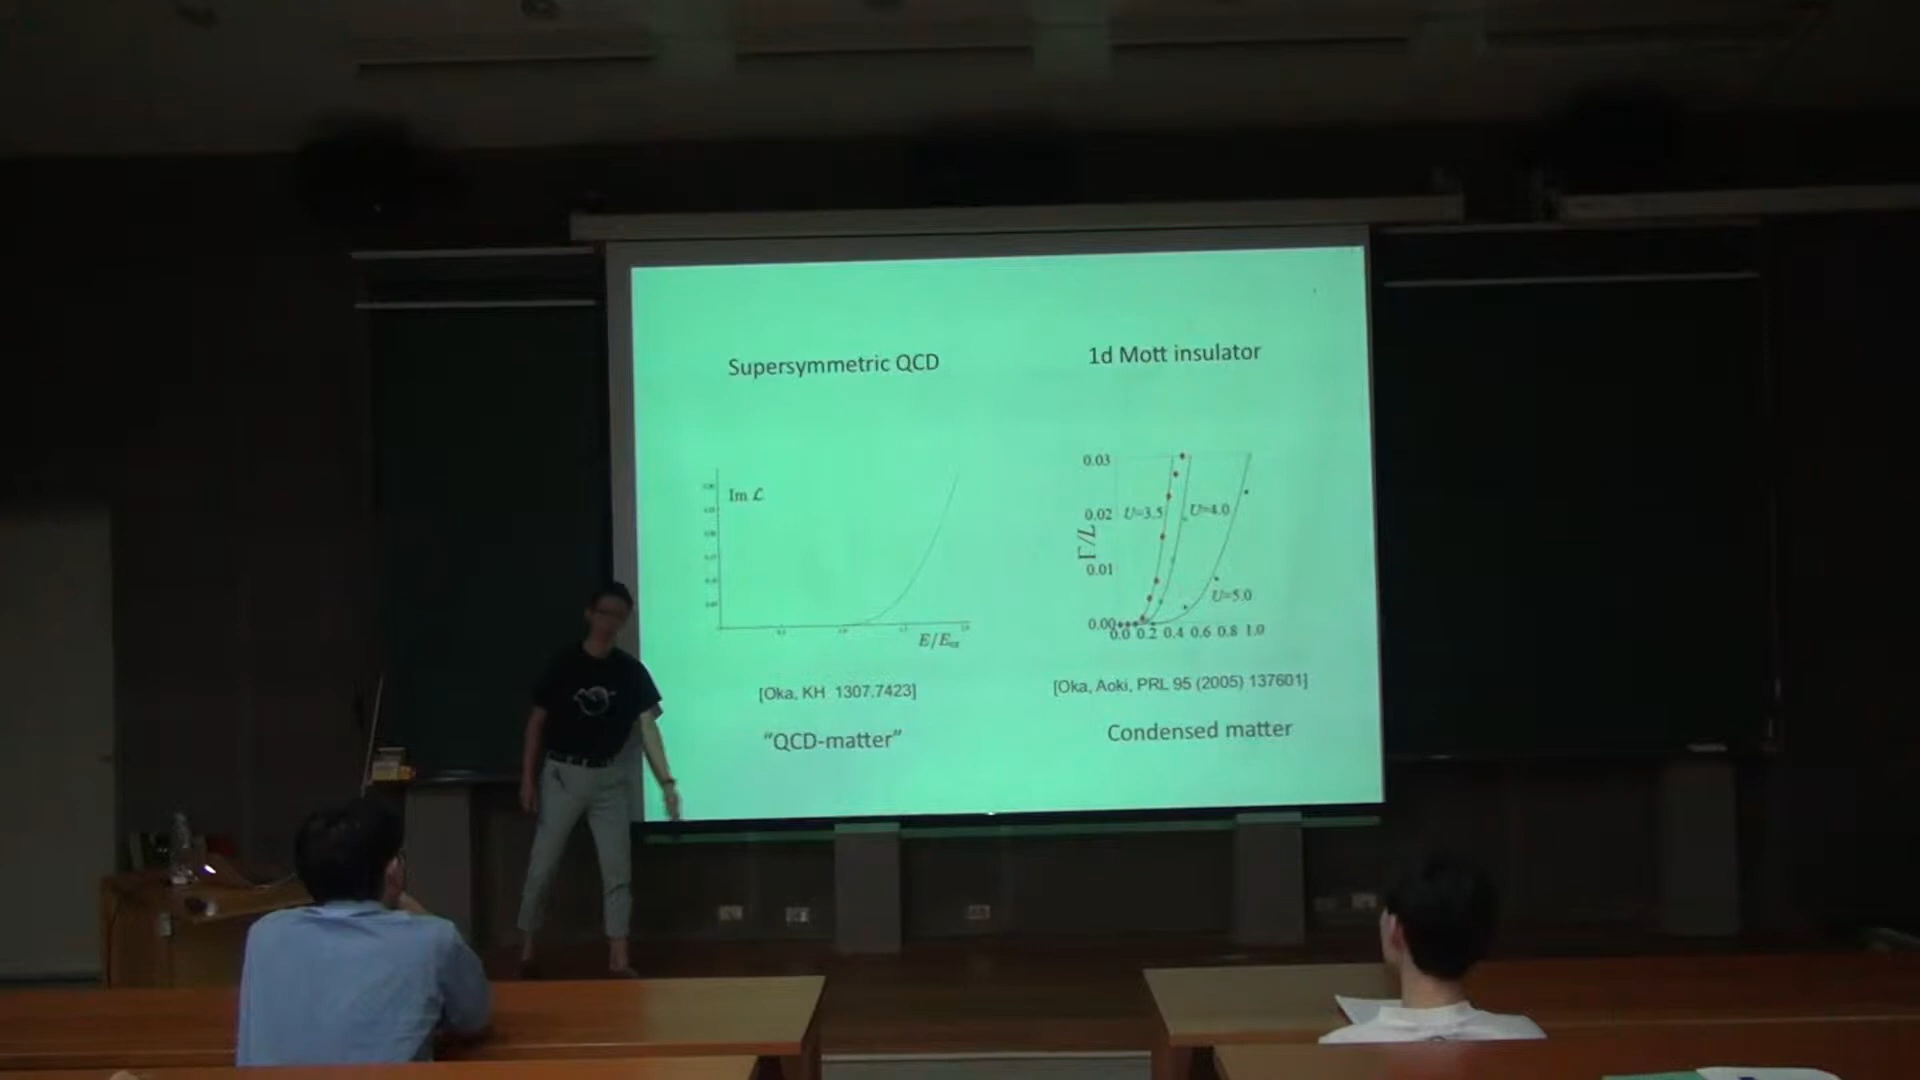 Supersymmetric QCD
1d Mott insulator
Im ℒ
E/E
[Oka, KH 1307.7423]
"QCD-matter"
0.03
0.02
0.01
0.00
Γ/L
U=3.5
U=4.0
U=5.0
0.0 0.2 0.4 0.6 0.8 1.0
[Oka, Aoki, PRL 95 (2005) 137601]
Condensed matter